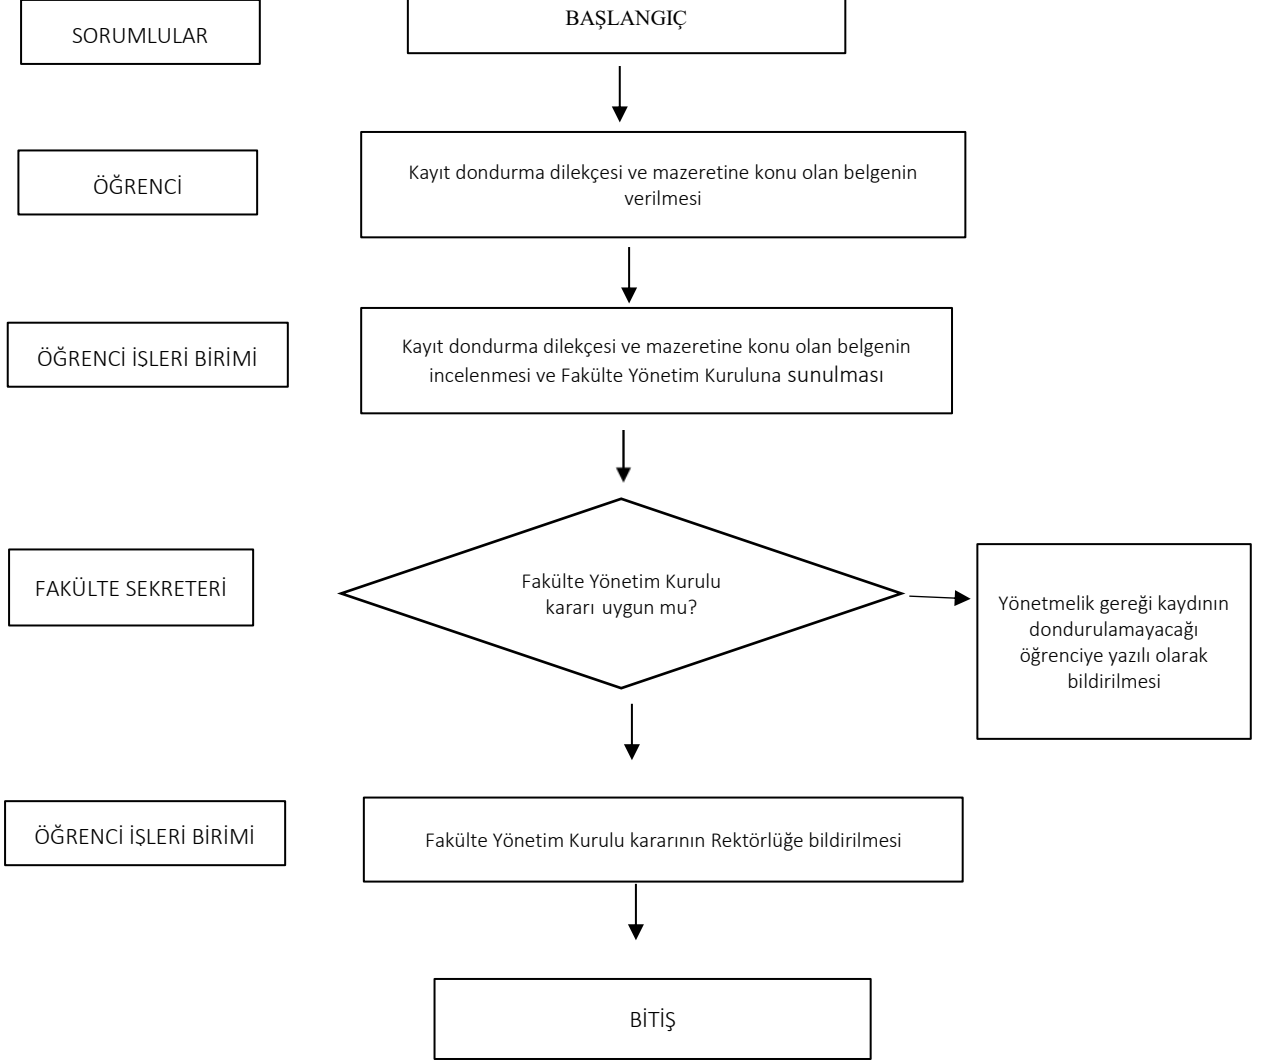 SORUMLULAR
BAŞLANGIÇ
ÖĞRENCİ
Kayıt dondurma dilekçesi ve mazeretine konu olan belgenin
verilmesi
ÖĞRENCİ İŞLERİ BİRİMİ
Kayıt dondurma dilekçesi ve mazeretine konu olan belgenin
incelenmesi ve Fakülte Yönetim Kuruluna sunulması
FAKÜLTE SEKRETERİ
Fakülte Yönetim Kurulu
kararı uygun mu?
Yönetmelik gereği kaydının
dondurulamayacağı
öğrenciye yazılı olarak
bildirilmesi
ÖĞRENCİ İŞLERİ BİRİMİ
Fakülte Yönetim Kurulu kararının Rektörlüğe bildirilmesi
BİTİŞ